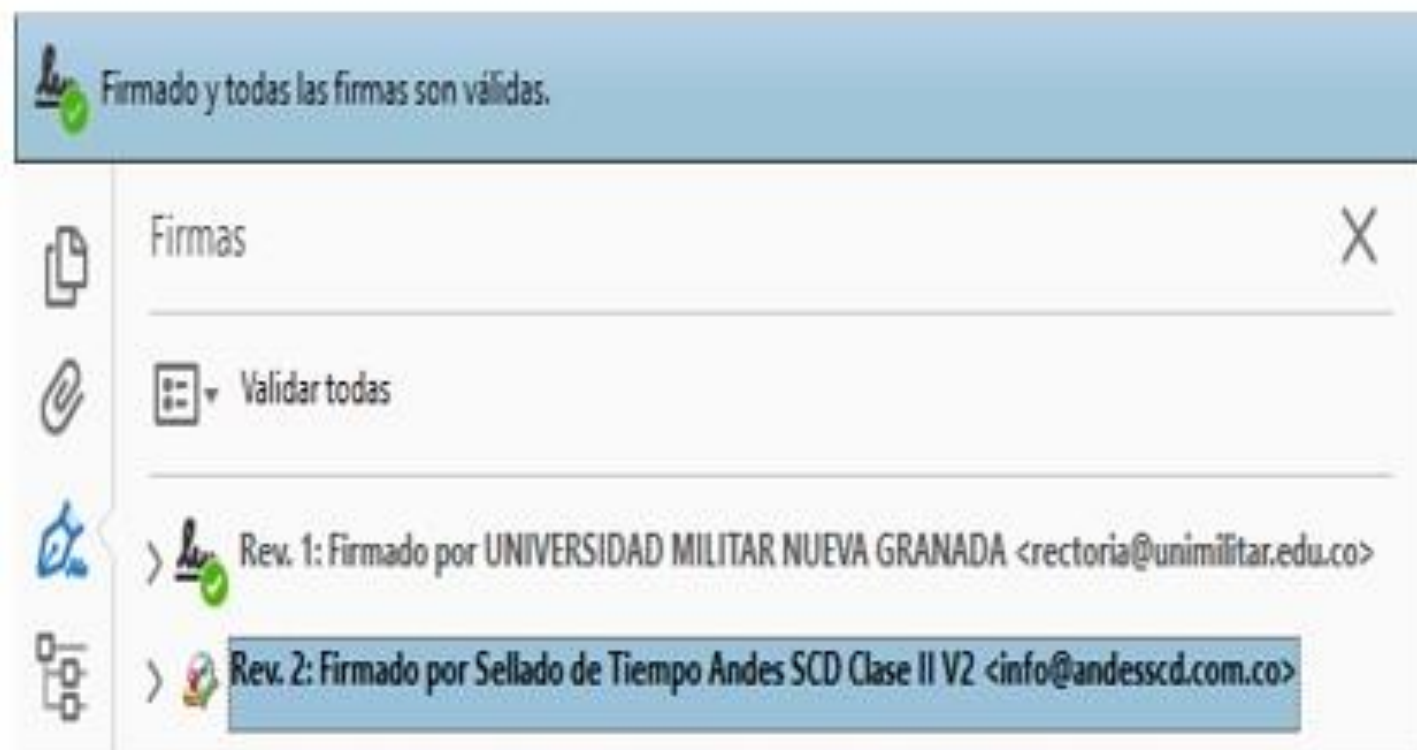 Firmado y todas las firmas son válidas.
Firmas
Validar todas
Rev. 1: Firmado por UNIVERSIDAD MILITAR NUEVA GRANADA <rectoria@unimilitar.edu.co>
Rev. 2: Firmado por Sellado de Tiempo Andes SCD Clase II V2 <info@andesscd.com.co>